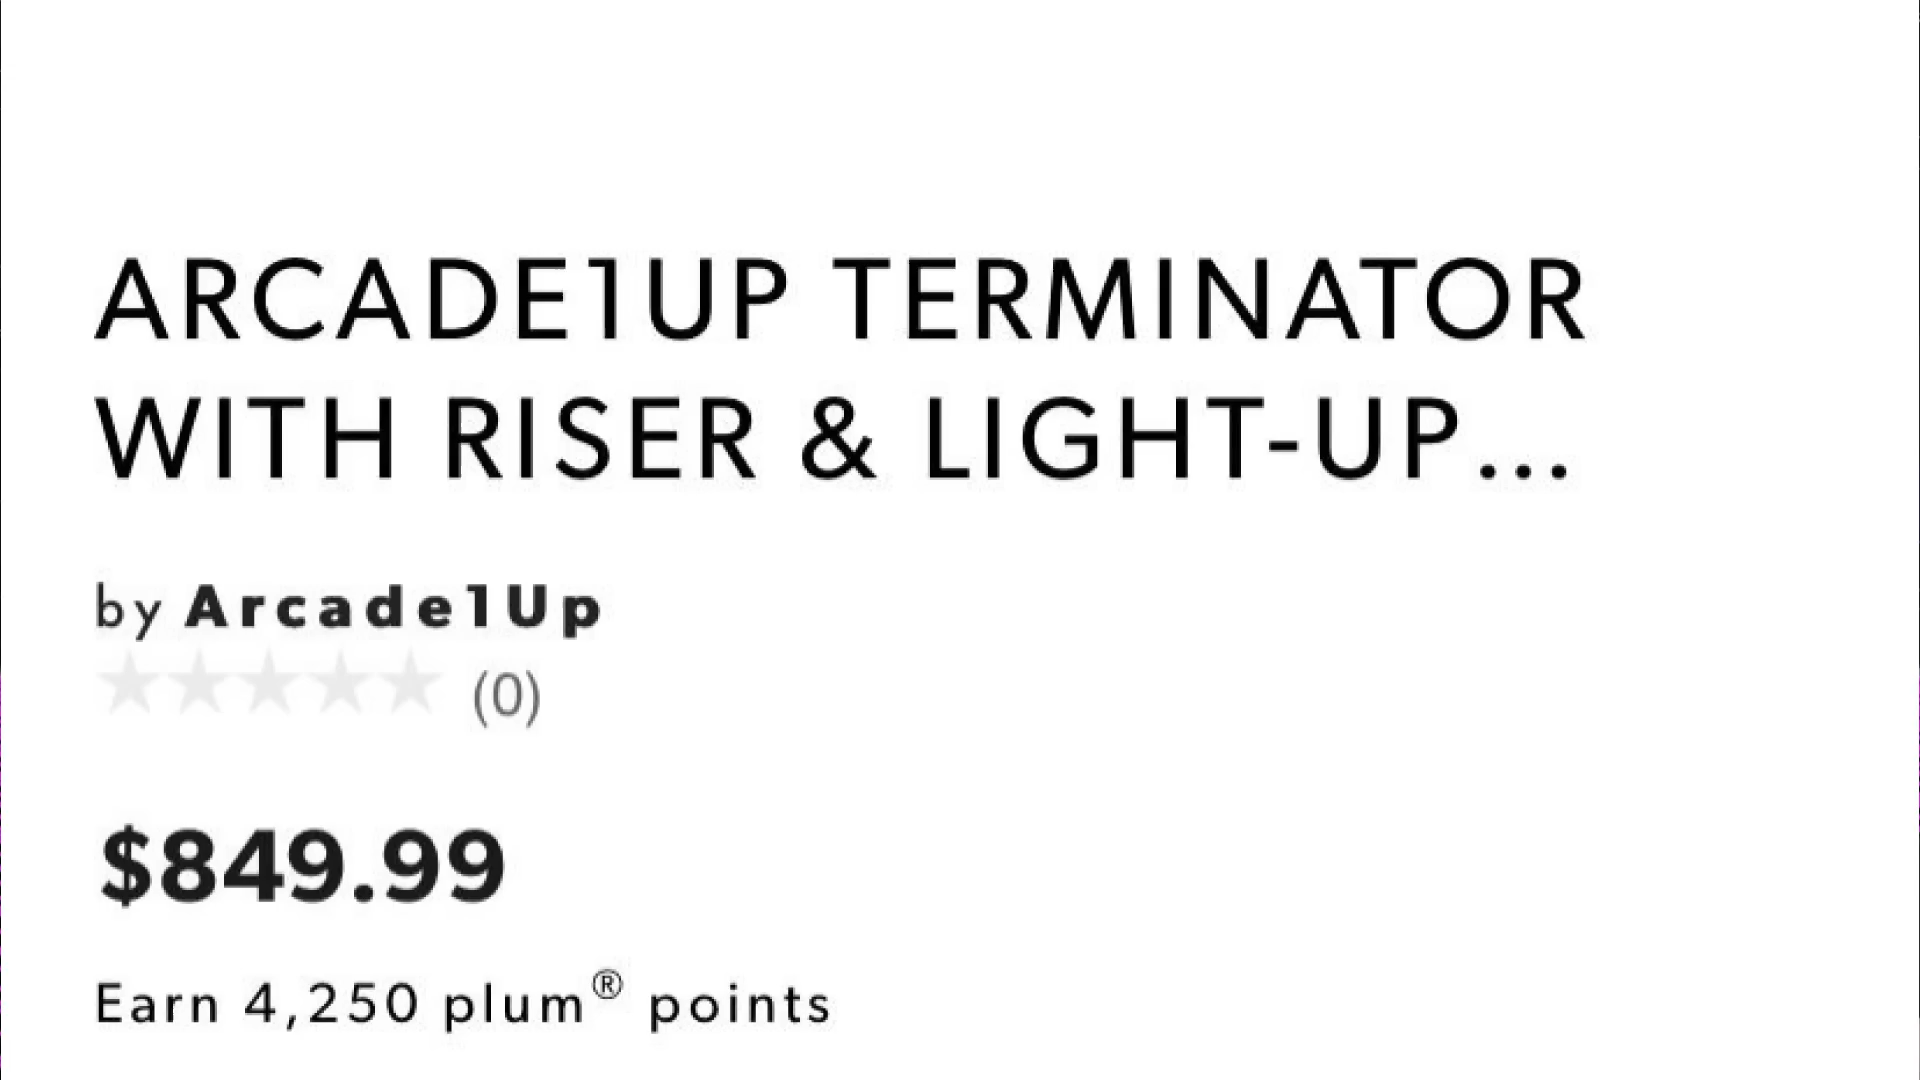 ARCADE1UP TERMINATOR
WITH RISER & LIGHT-UP...
by Arcade1Up
(0)
$849.99
Earn 4,250 plum® points